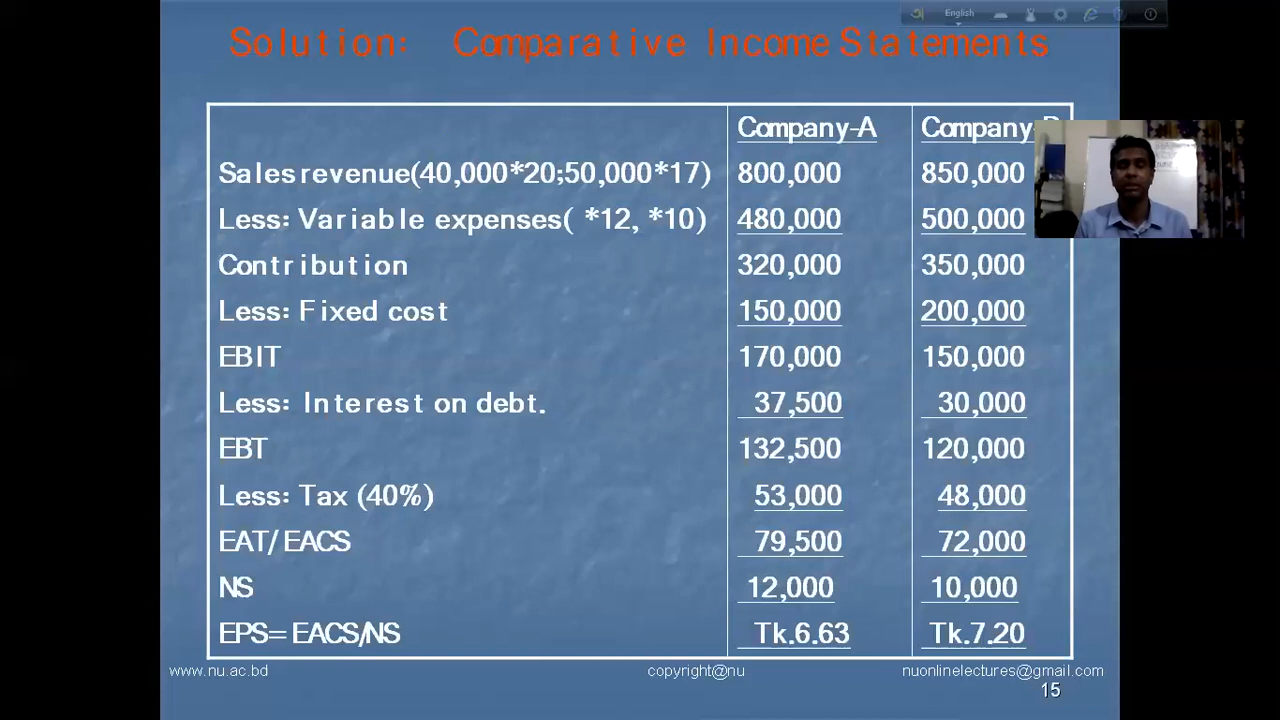 English
Solution: Comparative Income Statements
Company-A Company-
Sales revenue(40,000*20;50,000*17) 800,000 850,000
Less: Variable expenses( *12, *10) 480,000 500,000
Contribution 320,000 350,000
Less: Fixed cost 150,000 200,000
EBIT 170,000 150,000
Less: Interest on debt. 37,500 30,000
EBT 132,500 120,000
Less: Tax (40%) 53,000 48,000
EAT/EACS 79,500 72,000
NS 12,000 10,000
EPS=EACS/NS Tk.6.63 Tk.7.20
www.nu.ac.bd copyright@nu nuonlinelectures@gmail.com
15